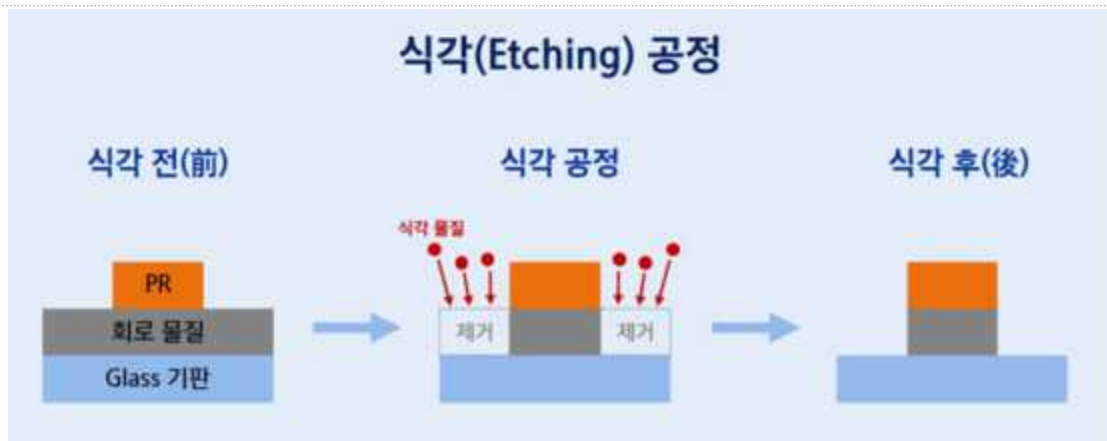 식각(Etching) 공정
식각 전(前)
식각 공정
식각 후(後)
식각 물질
PR
회로 물질
Glass 기판
제거
제거